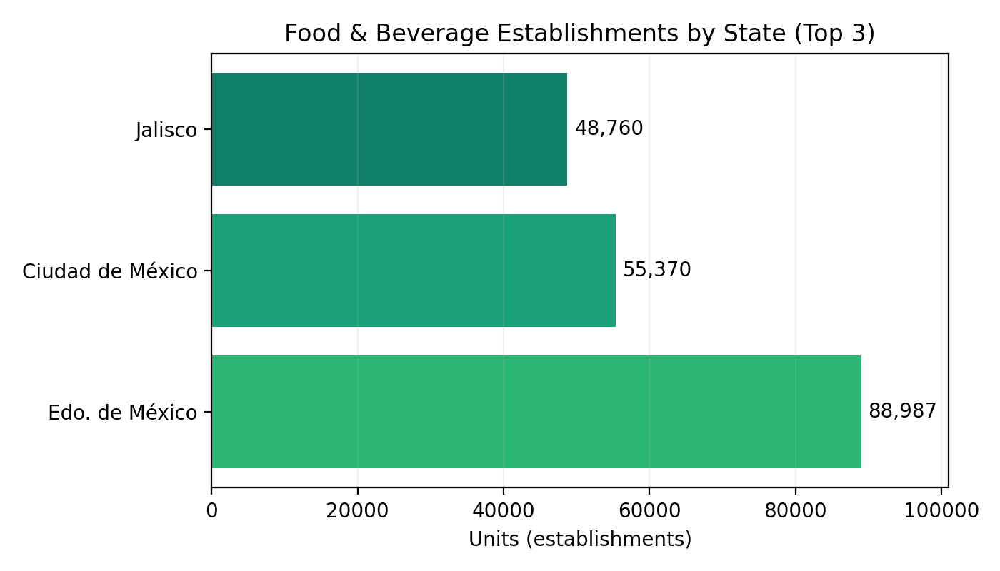 Food & Beverage Establishments by State (Top 3)
Jalisco
48,760
Ciudad de México
55,370
Edo. de México
88,987
0 20000 40000 60000 80000 100000
Units (establishments)